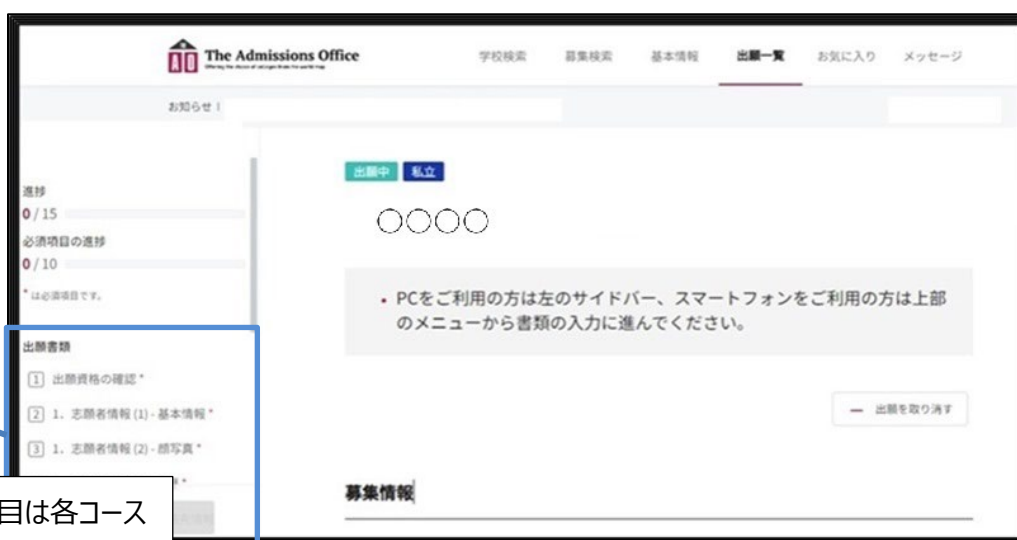 The Admissions Office
学校検索 募集検索 基本情報 出願一覧 お気に入り メッセージ
お知らせ
進捗
0 / 15
必須項目の進捗
0 / 10
* は必須項目です。
出願書類
1 出願資格の確認 *
2 1. 志願者情報 (1) - 基本情報 *
3 1. 志願者情報 (2) - 顔写真 *
目は各コース
出願中 私立
○○○○
• PCをご利用の方は左のサイドバー、スマートフォンをご利用の方は上部
のメニューから書類の入力に進んでください。
— 出願を取り消す
募集情報